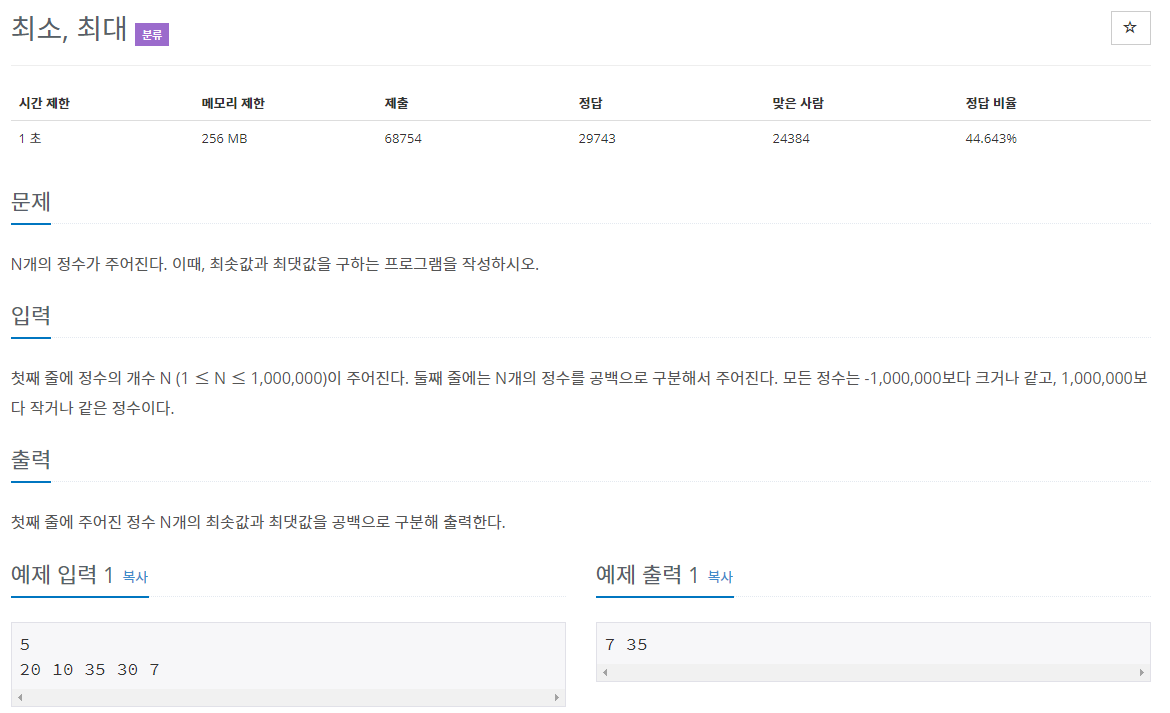 최소, 최대 분류
☆
시간 제한 메모리 제한 제출 정답 맞은 사람 정답 비율
1 초 256 MB 68754 29743 24384 44.643%
문제
N개의 정수가 주어진다. 이때, 최솟값과 최댓값을 구하는 프로그램을 작성하시오.
입력
첫째 줄에 정수의 개수 N (1 ≤ N ≤ 1,000,000)이 주어진다. 둘째 줄에는 N개의 정수를 공백으로 구분해서 주어진다. 모든 정수는 -1,000,000보다 크거나 같고, 1,000,000보
다 작거나 같은 정수이다.
출력
첫째 줄에 주어진 정수 N개의 최솟값과 최댓값을 공백으로 구분해 출력한다.
예제 입력 1 복사
5
20 10 35 30 7
예제 출력 1 복사
7 35